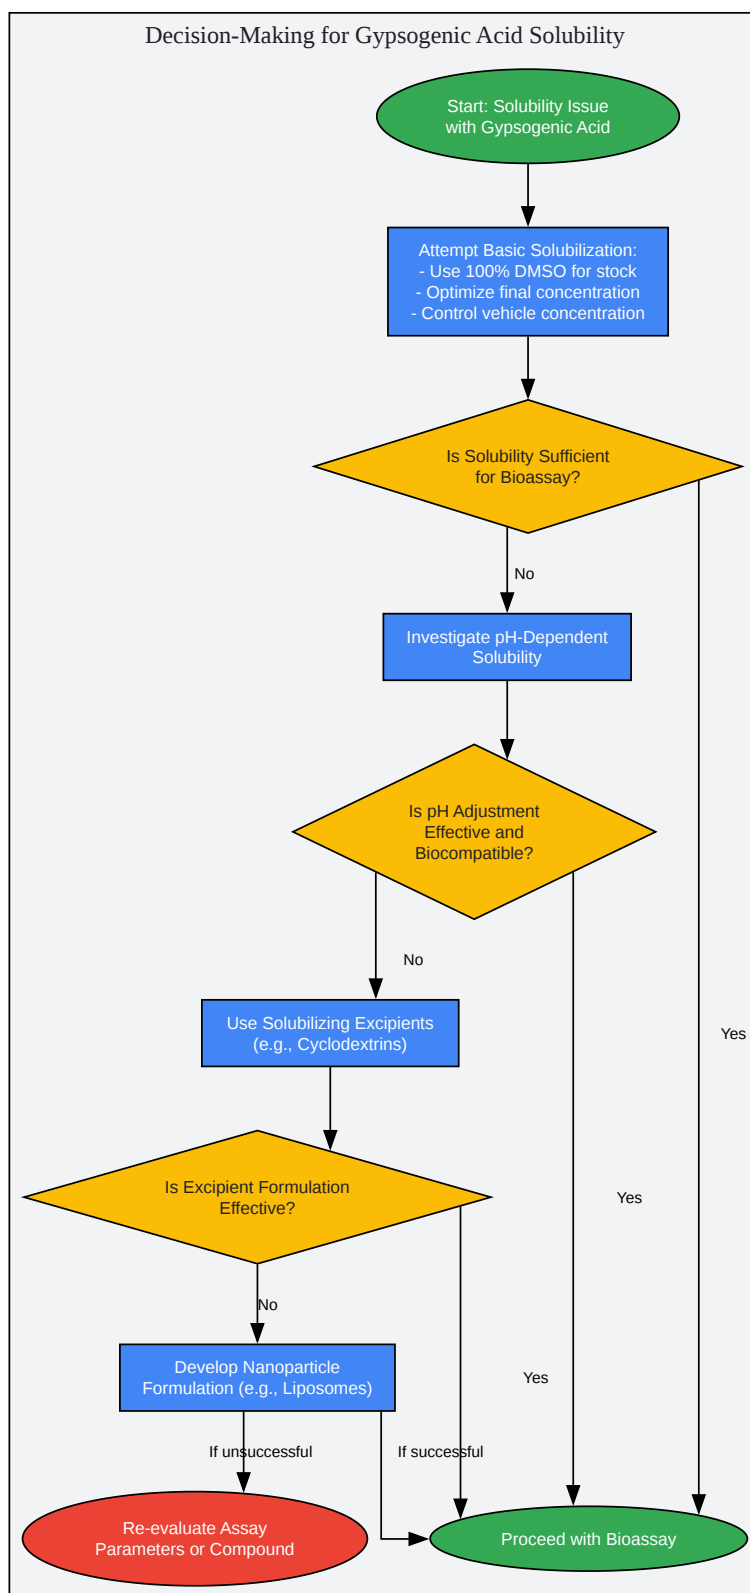 Decision-Making for Gypsogenic Acid Solubility
Start: Solubility Issue
with Gypsogenic Acid
Attempt Basic Solubilization:
- Use 100% DMSO for stock
- Optimize final concentration
- Control vehicle concentration
Is Solubility Sufficient
for Bioassay?
No
Investigate pH-Dependent
Solubility
Is pH Adjustment
Effective and
Biocompatible?
No
Use Solubilizing Excipients
(e.g., Cyclodextrins)
Yes
Is Excipient Formulation
Effective?
Yes
No
Develop Nanoparticle
Formulation (e.g., Liposomes)
Yes
If unsuccessful
If successful
Re-evaluate Assay
Parameters or Compound
Proceed with Bioassay